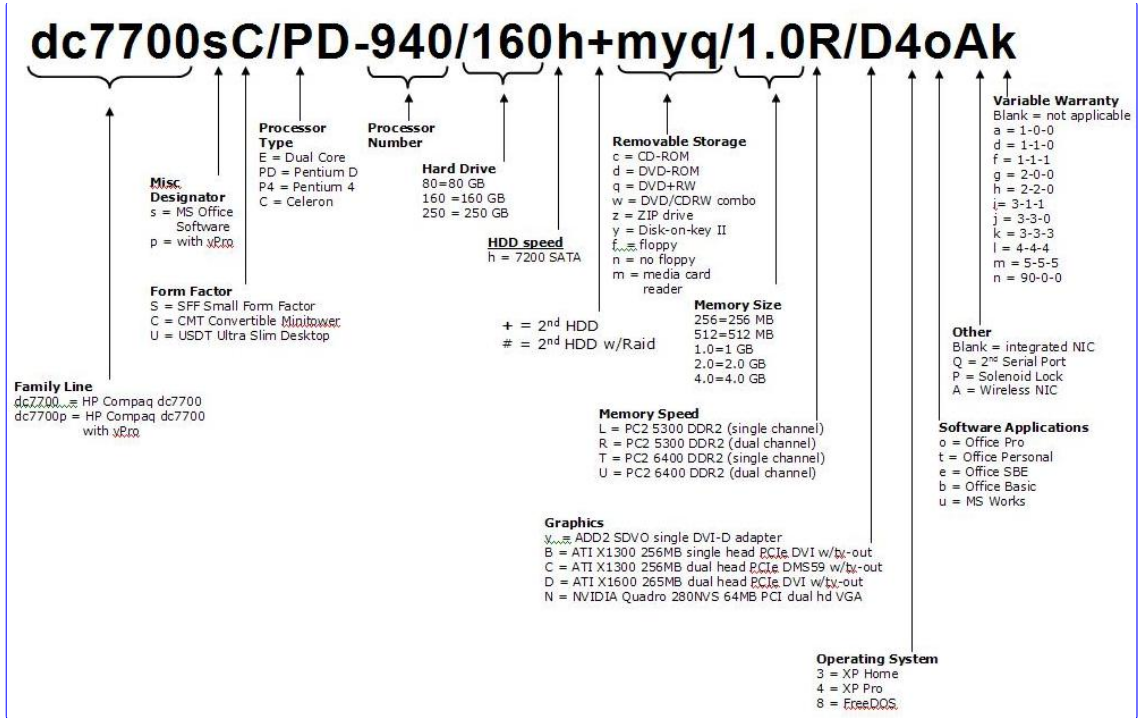 dc7700sC/PD-940/160h+myq/1.0R/D4oAk
Variable Warranty
Blank = not applicable
a = 1-0-0
d = 1-1-0
f = 1-1-1
g = 2-0-0
h = 2-2-0
i= 3-1-1
j = 3-3-0
k = 3-3-3
l = 4-4-4
m = 5-5-5
n = 90-0-0
Processor
Type
E = Dual Core
PD = Pentium D
P4 = Pentium 4
C = Celeron
Processor
Number
Removable Storage
c = CD-ROM
d = DVD-ROM
q = DVD+RW
w = DVD/CDRW combo
z = ZIP drive
y = Disk-on-key II
f = floppy
n = no floppy
m = media card
reader
Hard Drive
80=80 GB
160 =160 GB
250 = 250 GB
Misc
Designator
s = MS Office
Software
p = with vPro
HDD speed
h = 7200 SATA
Form Factor
S = SFF Small Form Factor
C = CMT Convertible Minitower
U = USDT Ultra Slim Desktop
Memory Size
256=256 MB
512=512 MB
1.0=1 GB
2.0=2.0 GB
4.0=4.0 GB
+ = 2nd HDD
# = 2nd HDD w/Raid
Other
Blank = integrated NIC
Q = 2nd Serial Port
P = Solenoid Lock
A = Wireless NIC
Family Line
dc7700 = HP Compaq dc7700
dc7700p = HP Compaq dc7700
with vPro
Memory Speed
L = PC2 5300 DDR2 (single channel)
R = PC2 5300 DDR2 (dual channel)
T = PC2 6400 DDR2 (single channel)
U = PC2 6400 DDR2 (dual channel)
Software Applications
o = Office Pro
t = Office Personal
e = Office SBE
b = Office Basic
u = MS Works
Graphics
v = ADD2 SDVO single DVI-D adapter
B = ATI X1300 256MB single head PCIe DVI w/tv-out
C = ATI X1300 256MB dual head PCIe DMS59 w/tv-out
D = ATI X1600 265MB dual head PCIe DVI w/tv-out
N = NVIDIA Quadro 280NVS 64MB PCI dual hd VGA
Operating System
3 = XP Home
4 = XP Pro
8 = FreeDOS